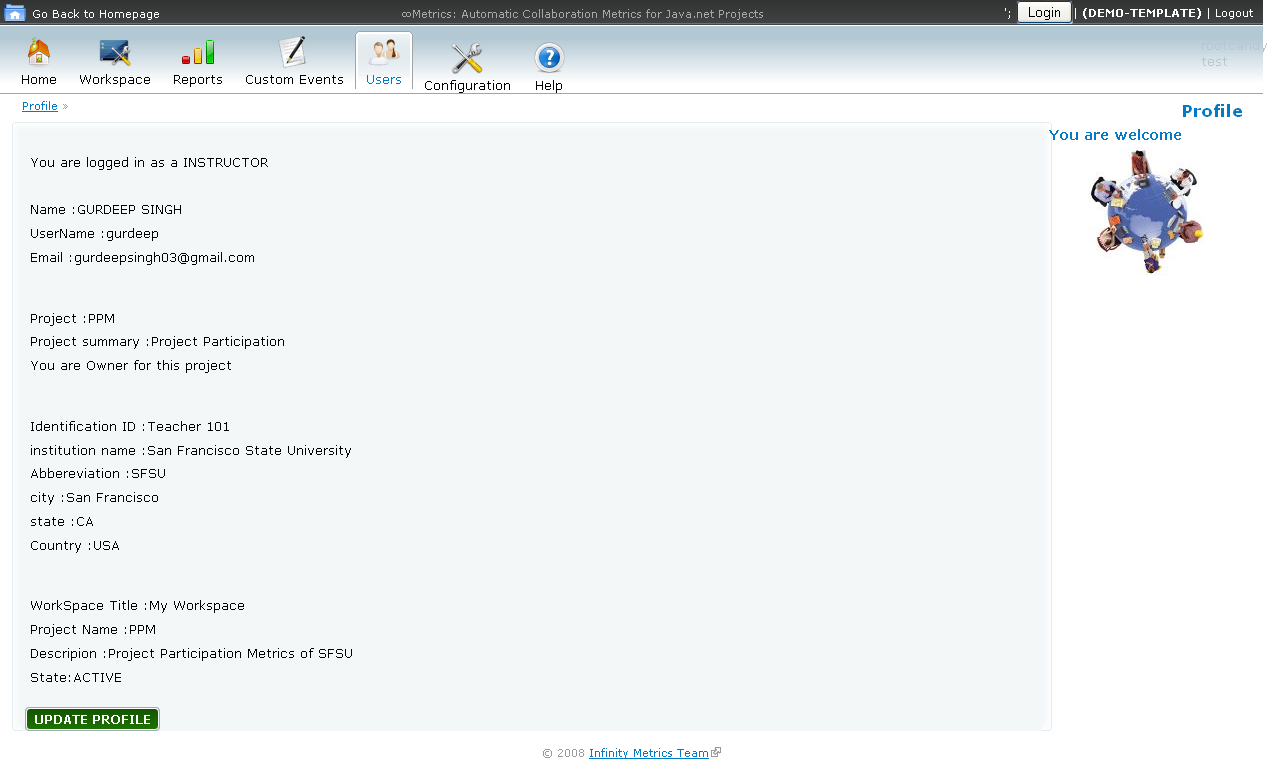 Go Back to Homepage
∞Metrics: Automatic Collaboration Metrics for Java.net Projects
'; Login | (DEMO-TEMPLATE) | Logout
Home
Workspace
Reports
Custom Events
Users
Configuration
Help
rootcandy
test
Profile »
Profile
You are welcome
You are logged in as a INSTRUCTOR
Name :GURDEEP SINGH
UserName :gurdeep
Email :gurdeepsingh03@gmail.com
Project :PPM
Project summary :Project Participation
You are Owner for this project
Identification ID :Teacher 101
institution name :San Francisco State University
Abbereviation :SFSU
city :San Francisco
state :CA
Country :USA
WorkSpace Title :My Workspace
Project Name :PPM
Descripion :Project Participation Metrics of SFSU
State:ACTIVE
UPDATE PROFILE
© 2008 Infinity Metrics Team